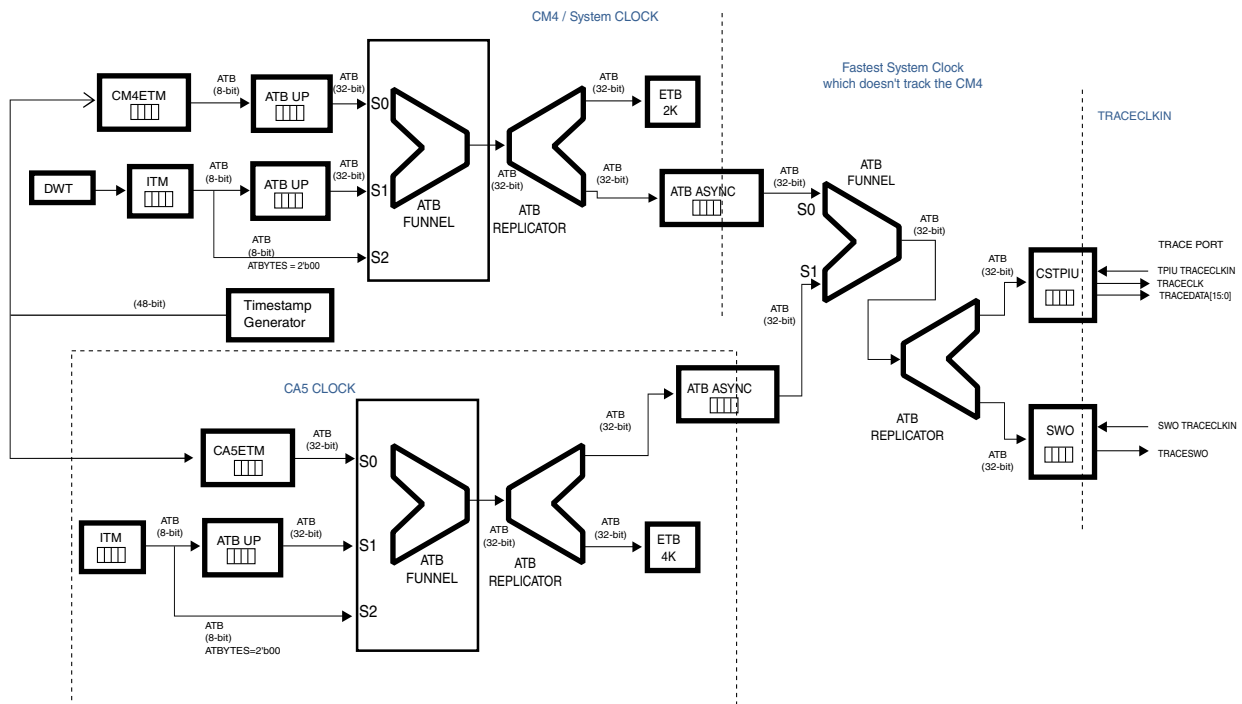 CM4 / System CLOCK
Fastest System Clock
which doesn't track the CM4
TRACECLKIN
CM4ETM
ATB
(8-bit)
ATB UP
ATB
(32-bit)
S0
ATB
(32-bit)
ETB
2K
DWT
ITM
ATB
(8-bit)
ATB UP
ATB
(32-bit)
S1
ATB
FUNNEL
ATB
(32-bit)
ATB
REPLICATOR
ATB
(32-bit)
ATB ASYNC
ATB
(32-bit)
S0
ATB
FUNNEL
ATB
(8-bit)
ATBYTES = 2'b00
S2
S1
ATB
(32-bit)
ATB
(32-bit)
(48-bit)
Timestamp
Generator
ATB
(32-bit)
CSTPIU
TRACE PORT
TPIU TRACECLKIN
TRACECLK
TRACEDATA[15:0]
CA5 CLOCK
ATB ASYNC
ATB
(32-bit)
ATB
REPLICATOR
ATB
(32-bit)
SWO
SWO TRACECLKIN
TRACESWO
CA5ETM
ATB
(32-bit)
S0
ITM
ATB
(8-bit)
ATB UP
ATB
(32-bit)
S1
ATB
FUNNEL
ATB
(32-bit)
ATB
REPLICATOR
ATB
(32-bit)
ETB
4K
S2
ATB
(8-bit)
ATBYTES=2'b00